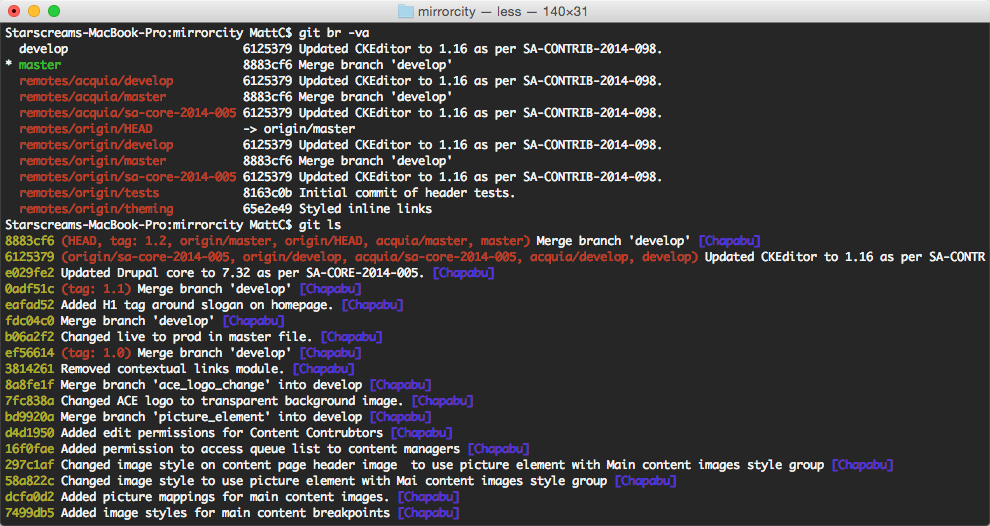 mirrorcity — less — 140×31
Starscreams-MacBook-Pro:mirrorcity MattC$ git br -va
  develop                      6125379 Updated CKEditor to 1.16 as per SA-CONTRIB-2014-098.
* master                       8883cf6 Merge branch 'develop'
  remotes/acquia/develop       6125379 Updated CKEditor to 1.16 as per SA-CONTRIB-2014-098.
  remotes/acquia/master        8883cf6 Merge branch 'develop'
  remotes/acquia/sa-core-2014-005 6125379 Updated CKEditor to 1.16 as per SA-CONTRIB-2014-098.
  remotes/origin/HEAD          -> origin/master
  remotes/origin/develop       6125379 Updated CKEditor to 1.16 as per SA-CONTRIB-2014-098.
  remotes/origin/master        8883cf6 Merge branch 'develop'
  remotes/origin/sa-core-2014-005 6125379 Updated CKEditor to 1.16 as per SA-CONTRIB-2014-098.
  remotes/origin/tests         8163c0b Initial commit of header tests.
  remotes/origin/theming       65e2e49 Styled inline links
Starscreams-MacBook-Pro:mirrorcity MattC$ git ls
8883cf6 (HEAD, tag: 1.2, origin/master, origin/HEAD, acquia/master, master) Merge branch 'develop' [Chapabu]
6125379 (origin/sa-core-2014-005, origin/develop, acquia/sa-core-2014-005, acquia/develop, develop) Updated CKEditor to 1.16 as per SA-CONTR
e029fe2 Updated Drupal core to 7.32 as per SA-CORE-2014-005. [Chapabu]
0adf51c (tag: 1.1) Merge branch 'develop' [Chapabu]
eafad52 Added H1 tag around slogan on homepage. [Chapabu]
fdc04c0 Merge branch 'develop' [Chapabu]
b06a2f2 Changed live to prod in master file. [Chapabu]
ef56614 (tag: 1.0) Merge branch 'develop' [Chapabu]
3814261 Removed contextual links module. [Chapabu]
8a8fe1f Merge branch 'ace_logo_change' into develop [Chapabu]
7fc838a Changed ACE logo to transparent background image. [Chapabu]
bd9920a Merge branch 'picture_element' into develop [Chapabu]
d4d1950 Added edit permissions for Content Contrubtors [Chapabu]
16f0fae Added permission to access queue list to content managers [Chapabu]
297c1af Changed image style on content page header image  to use picture element with Main content images style group [Chapabu]
58a822c Changed image style to use picture element with Mai content images style group [Chapabu]
dcfa0d2 Added picture mappings for main content images. [Chapabu]
7499db5 Added image styles for main content breakpoints [Chapabu]